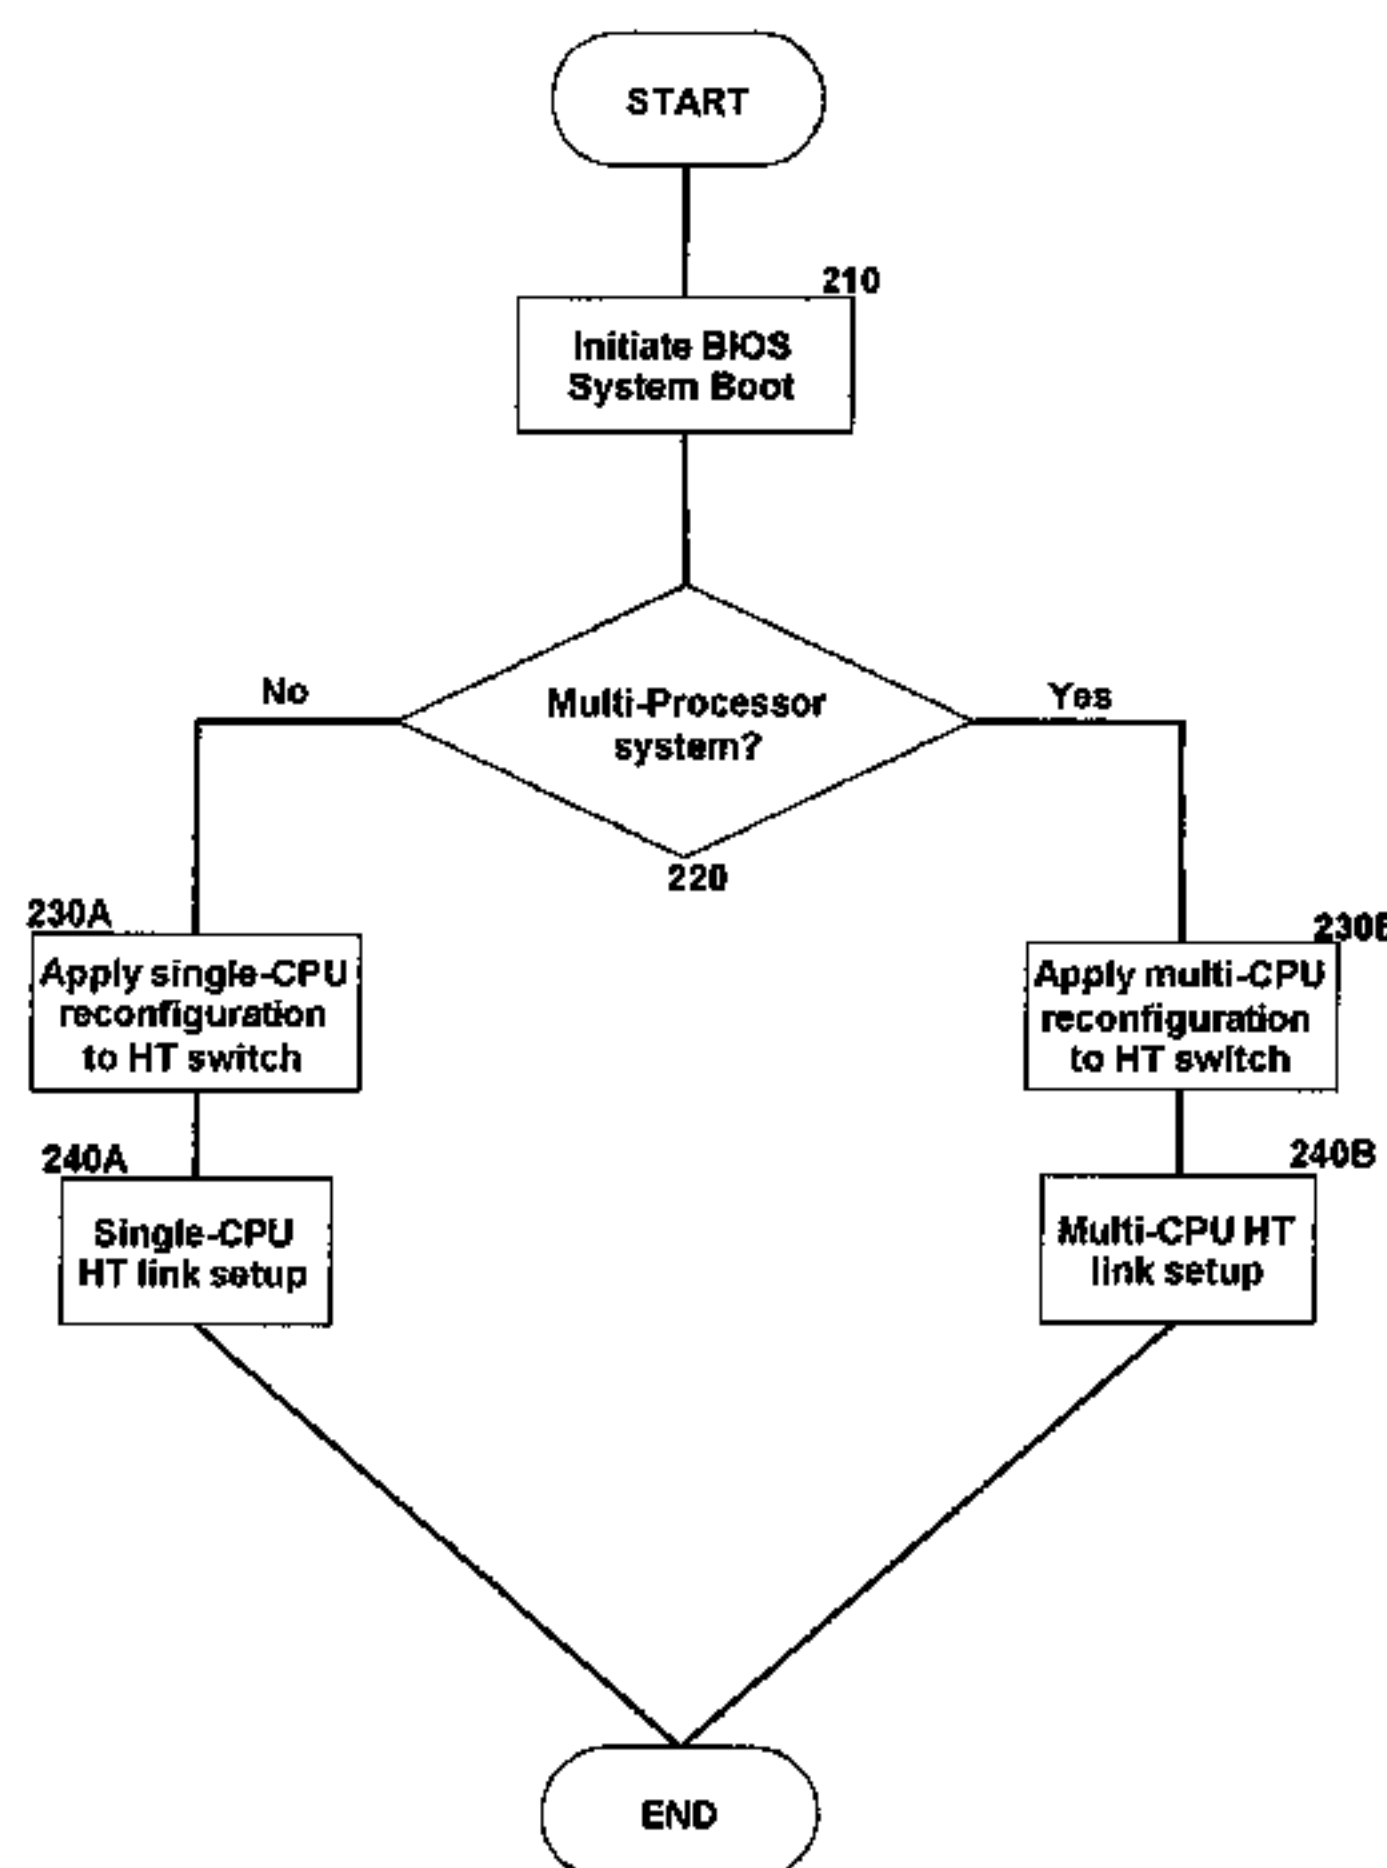 START
210
Initiate BIOS
System Boot
No
Yes
Multi-Processor
system?
220
230A
Apply single-CPU
reconfiguration
to HT switch
Apply multi-CPU
reconfiguration
to HT switch
240A
Single-CPU
HT link setup
240B
Multi-CPU HT
link setup
END